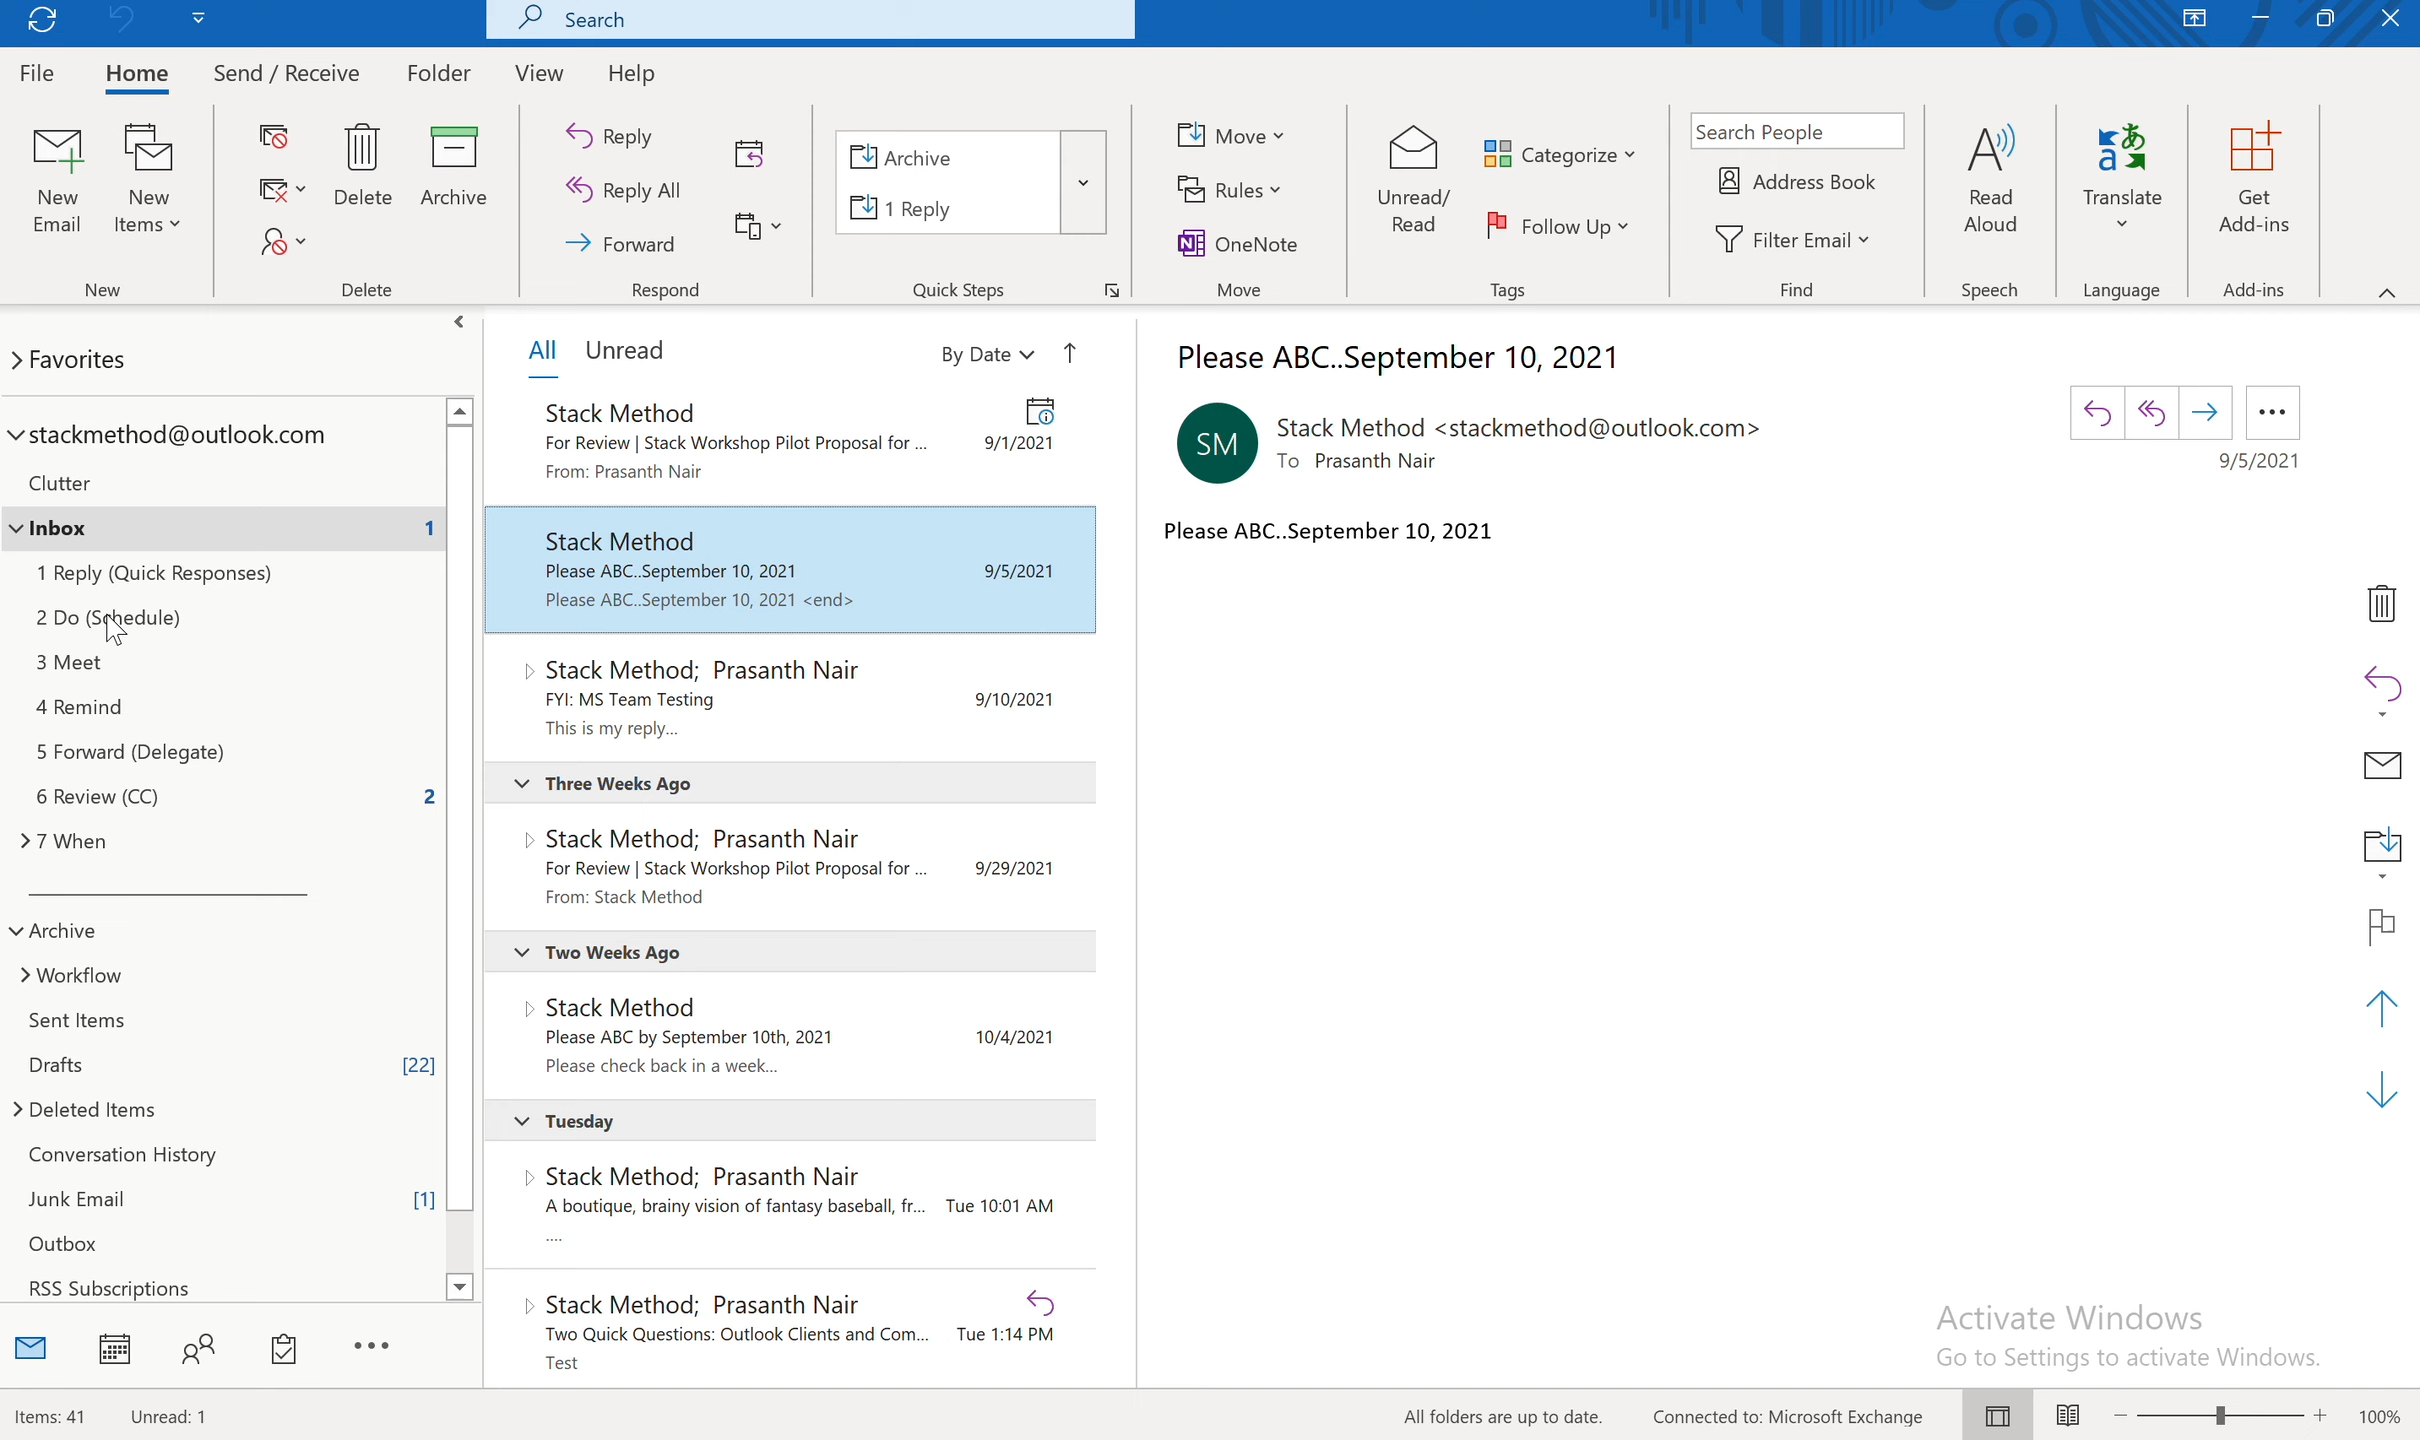 Search
File Home Send / Receive Folder View Help
New Email
New Items
New
Delete
Archive
Delete
Reply
Reply All
Forward
Respond
Archive
1 Reply
Quick Steps
Move
Rules
OneNote
Move
Unread/ Read
Categorize
Follow Up
Tags
Search People
Address Book
Filter Email
Find
Read Aloud
Speech
Translate
Language
Get Add-ins
Add-ins
Favorites
stackmethod@outlook.com
Clutter
Inbox 1
1 Reply (Quick Responses)
2 Do (Schedule)
3 Meet
4 Remind
5 Forward (Delegate)
6 Review (CC) 2
7 When
Archive
Workflow
Sent Items
Drafts [22]
Deleted Items
Conversation History
Junk Email [1]
Outbox
RSS Subscriptions
All Unread By Date
Stack Method
For Review | Stack Workshop Pilot Proposal for ... 9/1/2021
From: Prasanth Nair
Stack Method
Please ABC..September 10, 2021 9/5/2021
Please ABC..September 10, 2021 <end>
Stack Method; Prasanth Nair
FYI: MS Team Testing 9/10/2021
This is my reply...
Three Weeks Ago
Stack Method; Prasanth Nair
For Review | Stack Workshop Pilot Proposal for ... 9/29/2021
From: Stack Method
Two Weeks Ago
Stack Method
Please ABC by September 10th, 2021 10/4/2021
Please check back in a week...
Tuesday
Stack Method; Prasanth Nair
A boutique, brainy vision of fantasy baseball, fr... Tue 10:01 AM
....
Stack Method; Prasanth Nair
Two Quick Questions: Outlook Clients and Com... Tue 1:14 PM
Test
Please ABC..September 10, 2021
SM
Stack Method <stackmethod@outlook.com>
To Prasanth Nair 9/5/2021
Please ABC..September 10, 2021
Activate Windows
Go to Settings to activate Windows.
Items: 41 Unread: 1 All folders are up to date. Connected to: Microsoft Exchange 100%